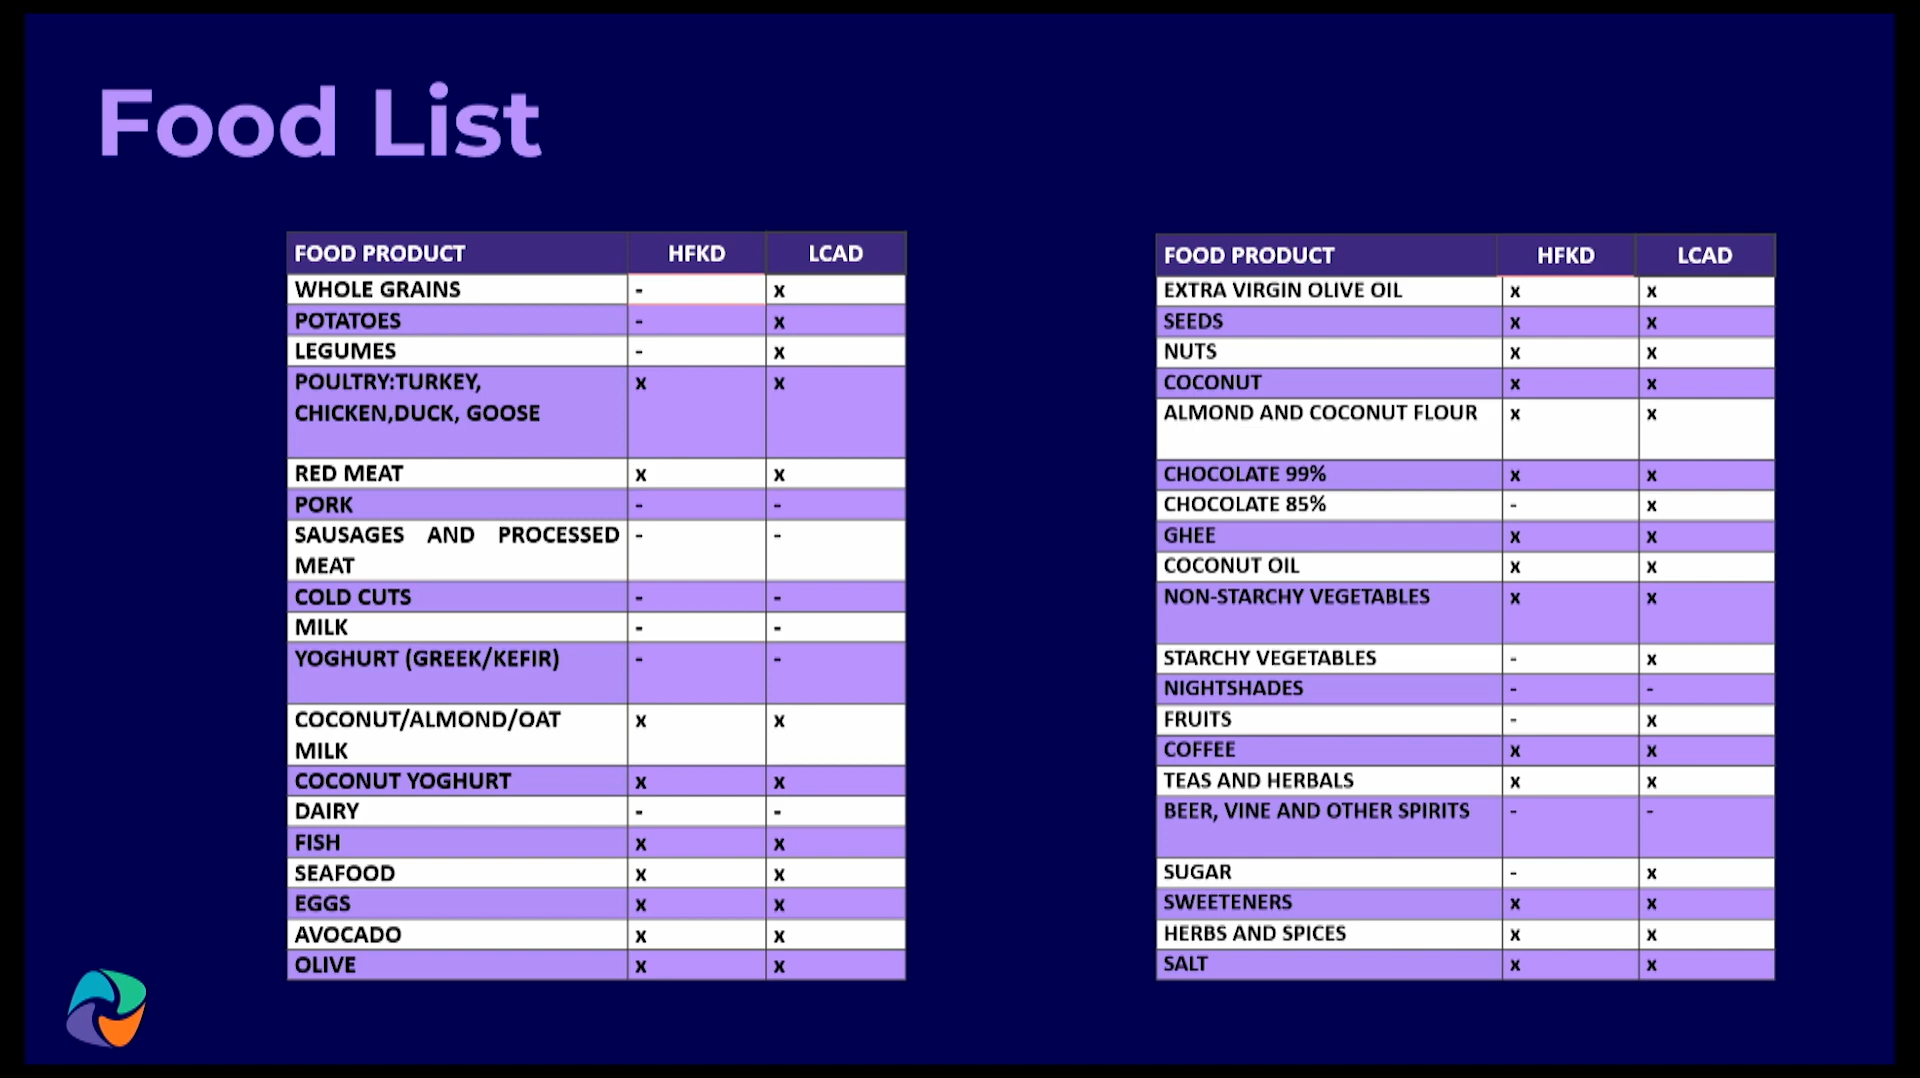 Food List
FOOD PRODUCT HFKD LCAD
WHOLE GRAINS - x
POTATOES - x
LEGUMES - x
POULTRY:TURKEY, x x
CHICKEN,DUCK, GOOSE
RED MEAT x x
PORK - -
SAUSAGES AND PROCESSED - -
MEAT
COLD CUTS - -
MILK - -
YOGHURT (GREEK/KEFIR) - -
COCONUT/ALMOND/OAT x x
MILK
COCONUT YOGHURT x x
DAIRY - -
FISH x x
SEAFOOD x x
EGGS x x
AVOCADO x x
OLIVE x x
FOOD PRODUCT HFKD LCAD
EXTRA VIRGIN OLIVE OIL x x
SEEDS x x
NUTS x x
COCONUT x x
ALMOND AND COCONUT FLOUR x x
CHOCOLATE 99% x x
CHOCOLATE 85% - x
GHEE x x
COCONUT OIL x x
NON-STARCHY VEGETABLES x x
STARCHY VEGETABLES - x
NIGHTSHADES - -
FRUITS - x
COFFEE x x
TEAS AND HERBALS x x
BEER, VINE AND OTHER SPIRITS - -
SUGAR - x
SWEETENERS x x
HERBS AND SPICES x x
SALT x x